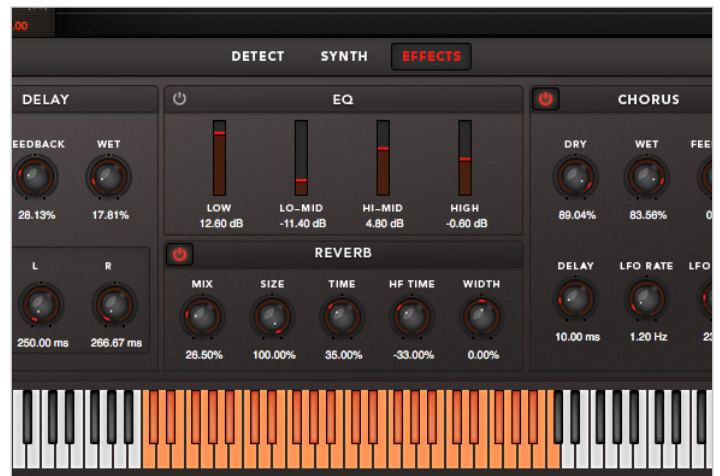 .00
DETECT SYNTH EFFECTS
DELAY
EEDBACK WET
28.13% 17.81%
L R
250.00 ms 266.67 ms
EQ
LOW LO-MID HI-MID HIGH
12.60 dB -11.40 dB 4.80 dB -0.60 dB
REVERB
MIX SIZE TIME HF TIME WIDTH
26.50% 100.00% 35.00% -33.00% 0.00%
CHORUS
DRY WET FEE
89.04% 83.56% 0
DELAY LFO RATE LFO
10.00 ms 1.20 Hz 23